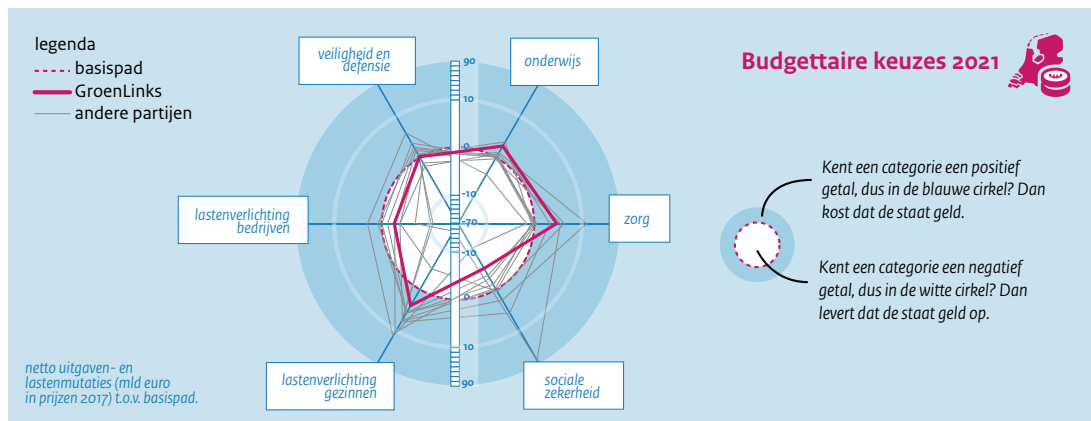 legenda
basispad
GroenLinks
andere partijen
veiligheid en
defensie
onderwijs
zorg
sociale
zekerheid
lastenverlichting
gezinnen
lastenverlichting
bedrijven
90
10
0
-10
-70
-10
0
10
90
Budgettaire keuzes 2021
Kent een categorie een positief
getal, dus in de blauwe cirkel? Dan
kost dat de staat geld.
Kent een categorie een negatief
getal, dus in de witte cirkel? Dan
levert dat de staat geld op.
netto uitgaven- en
lastenmutaties (mld euro
in prijzen 2017) t.o.v. basispad.